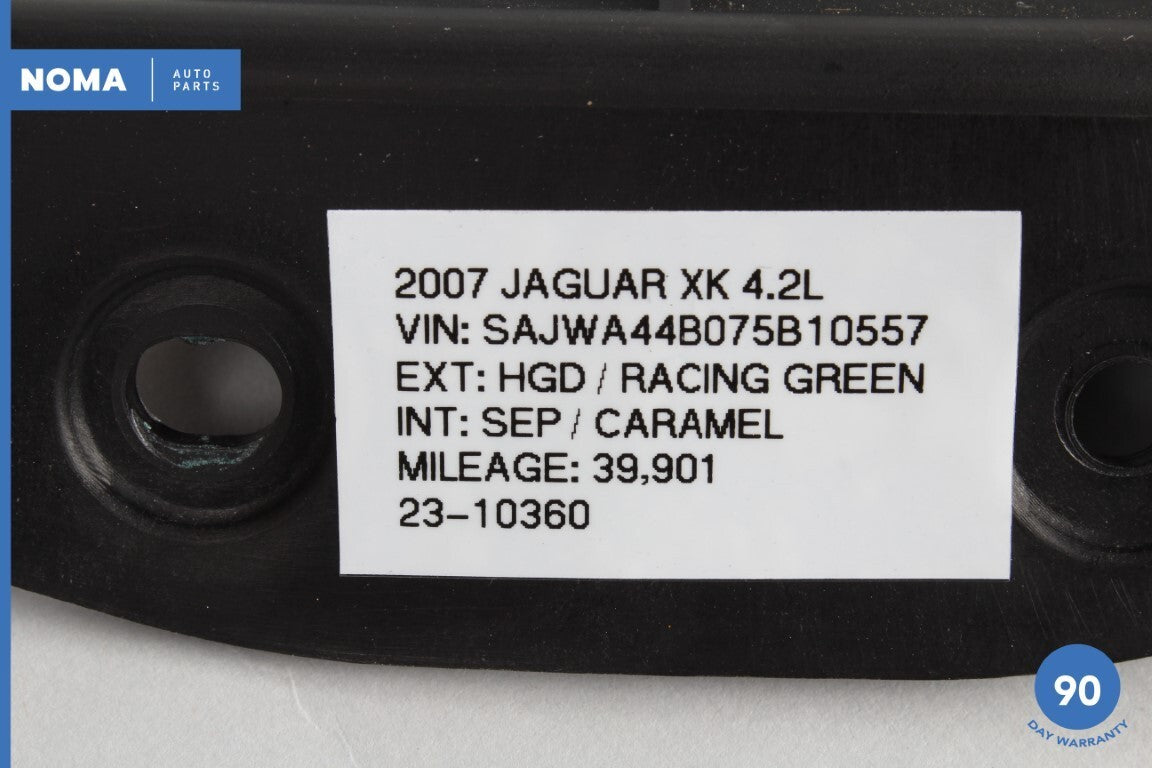 NOMA
AUTO
PARTS
2007 JAGUAR XK 4.2L
VIN: SAJWA44B075B10557
EXT: HGD / RACING GREEN
INT: SEP / CARAMEL
MILEAGE: 39,901
23-10360
90
DAY WARRANTY